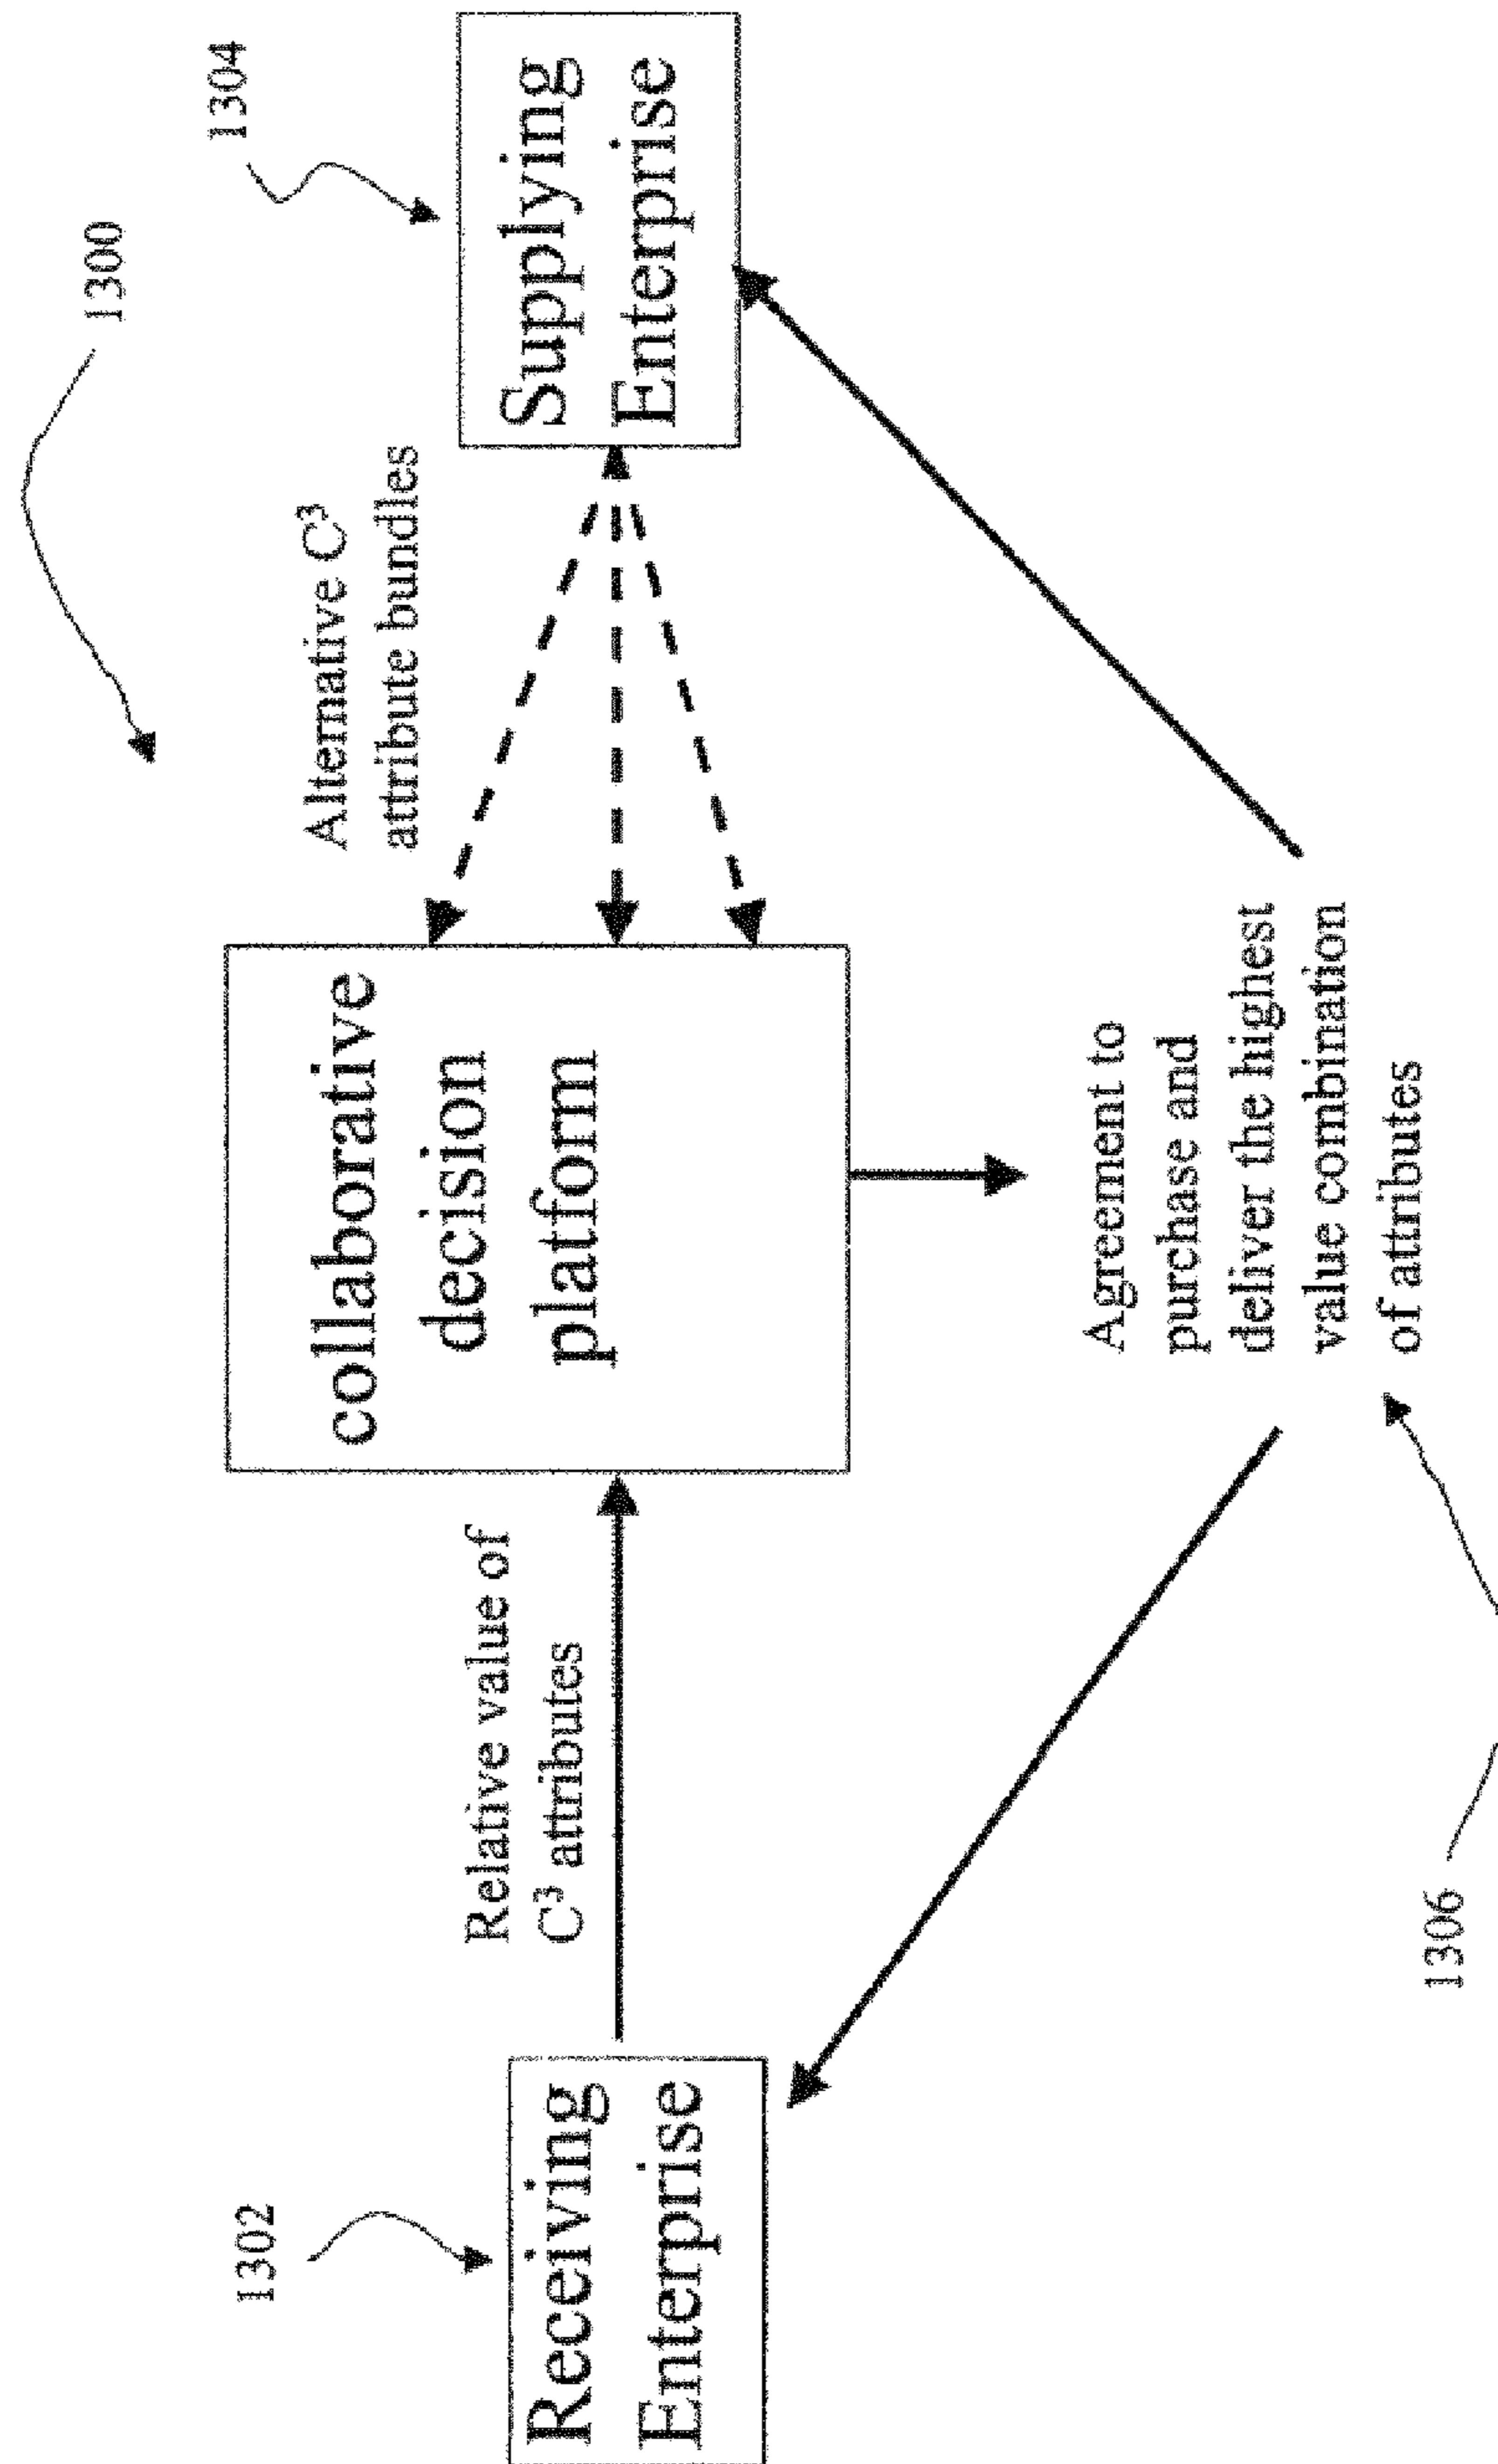 1300
1302
1304
Receiving
Enterprise
Relative value of
C³ attributes
collaborative
decision
platform
Alternative C³
attribute bundles
Supplying
Enterprise
Agreement to
purchase and
deliver the highest
value combination
of attributes
1306